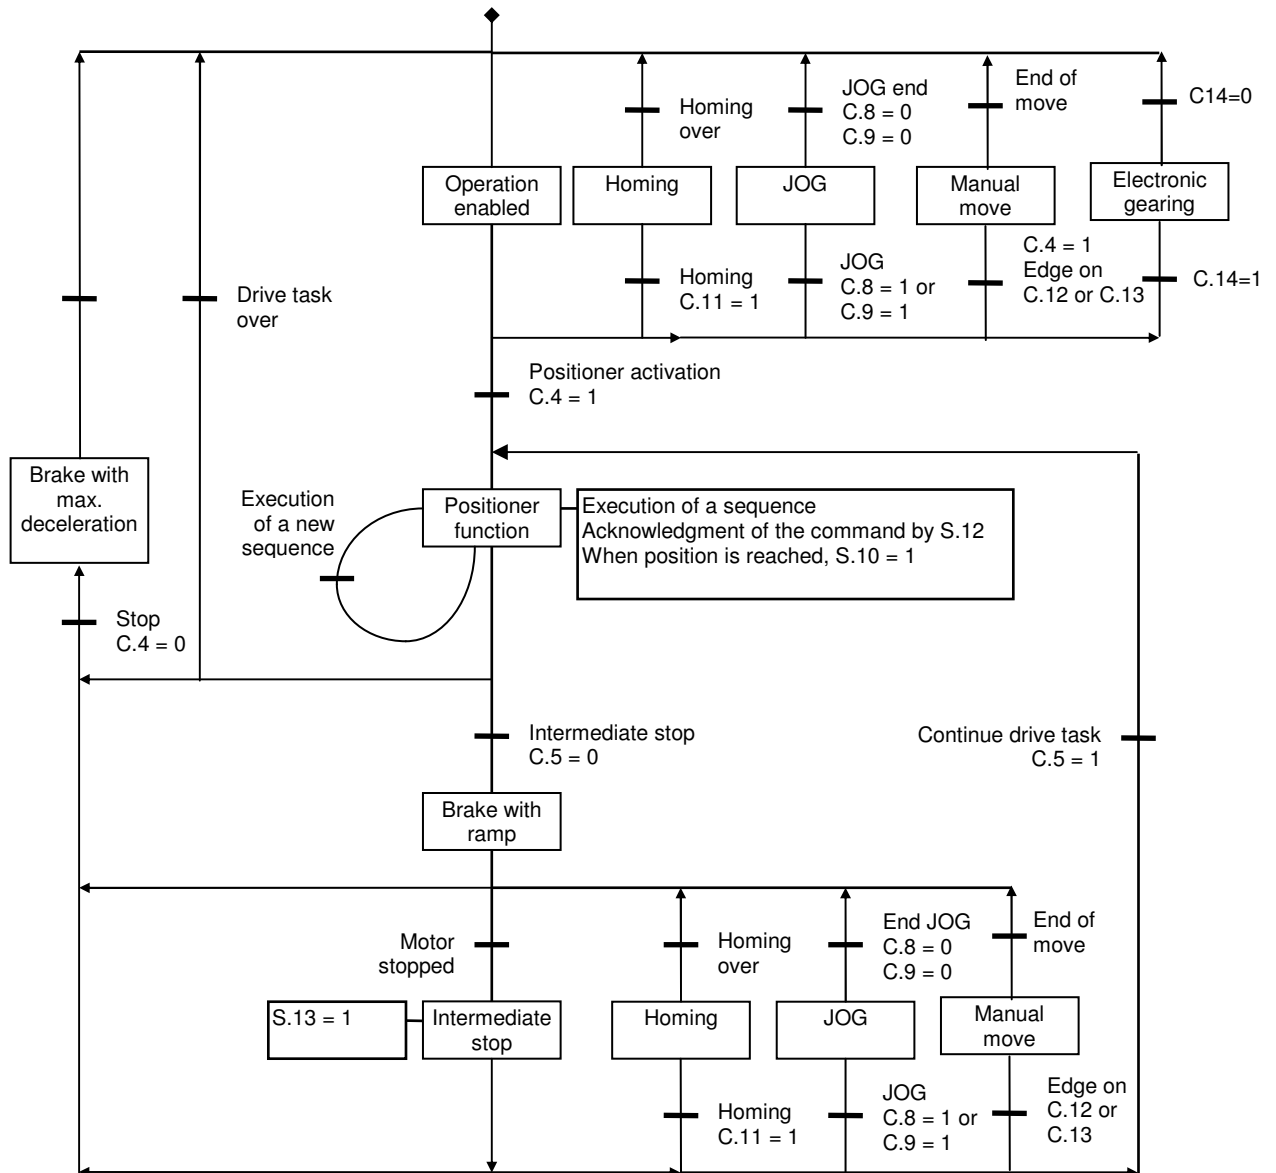 Homing
over
JOG end
C.8 = 0
C.9 = 0
End of
move
C14=0
Operation
enabled
Homing
JOG
Manual
move
Electronic
gearing
Homing
C.11 = 1
JOG
C.8 = 1 or
C.9 = 1
C.4 = 1
Edge on
C.12 or C.13
C.14=1
Drive task
over
Positioner activation
C.4 = 1
Brake with
max.
deceleration
Execution
of a new
sequence
Positioner
function
Execution of a sequence
Acknowledgment of the command by S.12
When position is reached, S.10 = 1
Stop
C.4 = 0
Intermediate stop
C.5 = 0
Continue drive task
C.5 = 1
Brake with
ramp
Motor
stopped
Homing
over
End JOG
C.8 = 0
C.9 = 0
End of
move
S.13 = 1
Intermediate
stop
Homing
JOG
Manual
move
Homing
C.11 = 1
JOG
C.8 = 1 or
C.9 = 1
Edge on
C.12 or
C.13